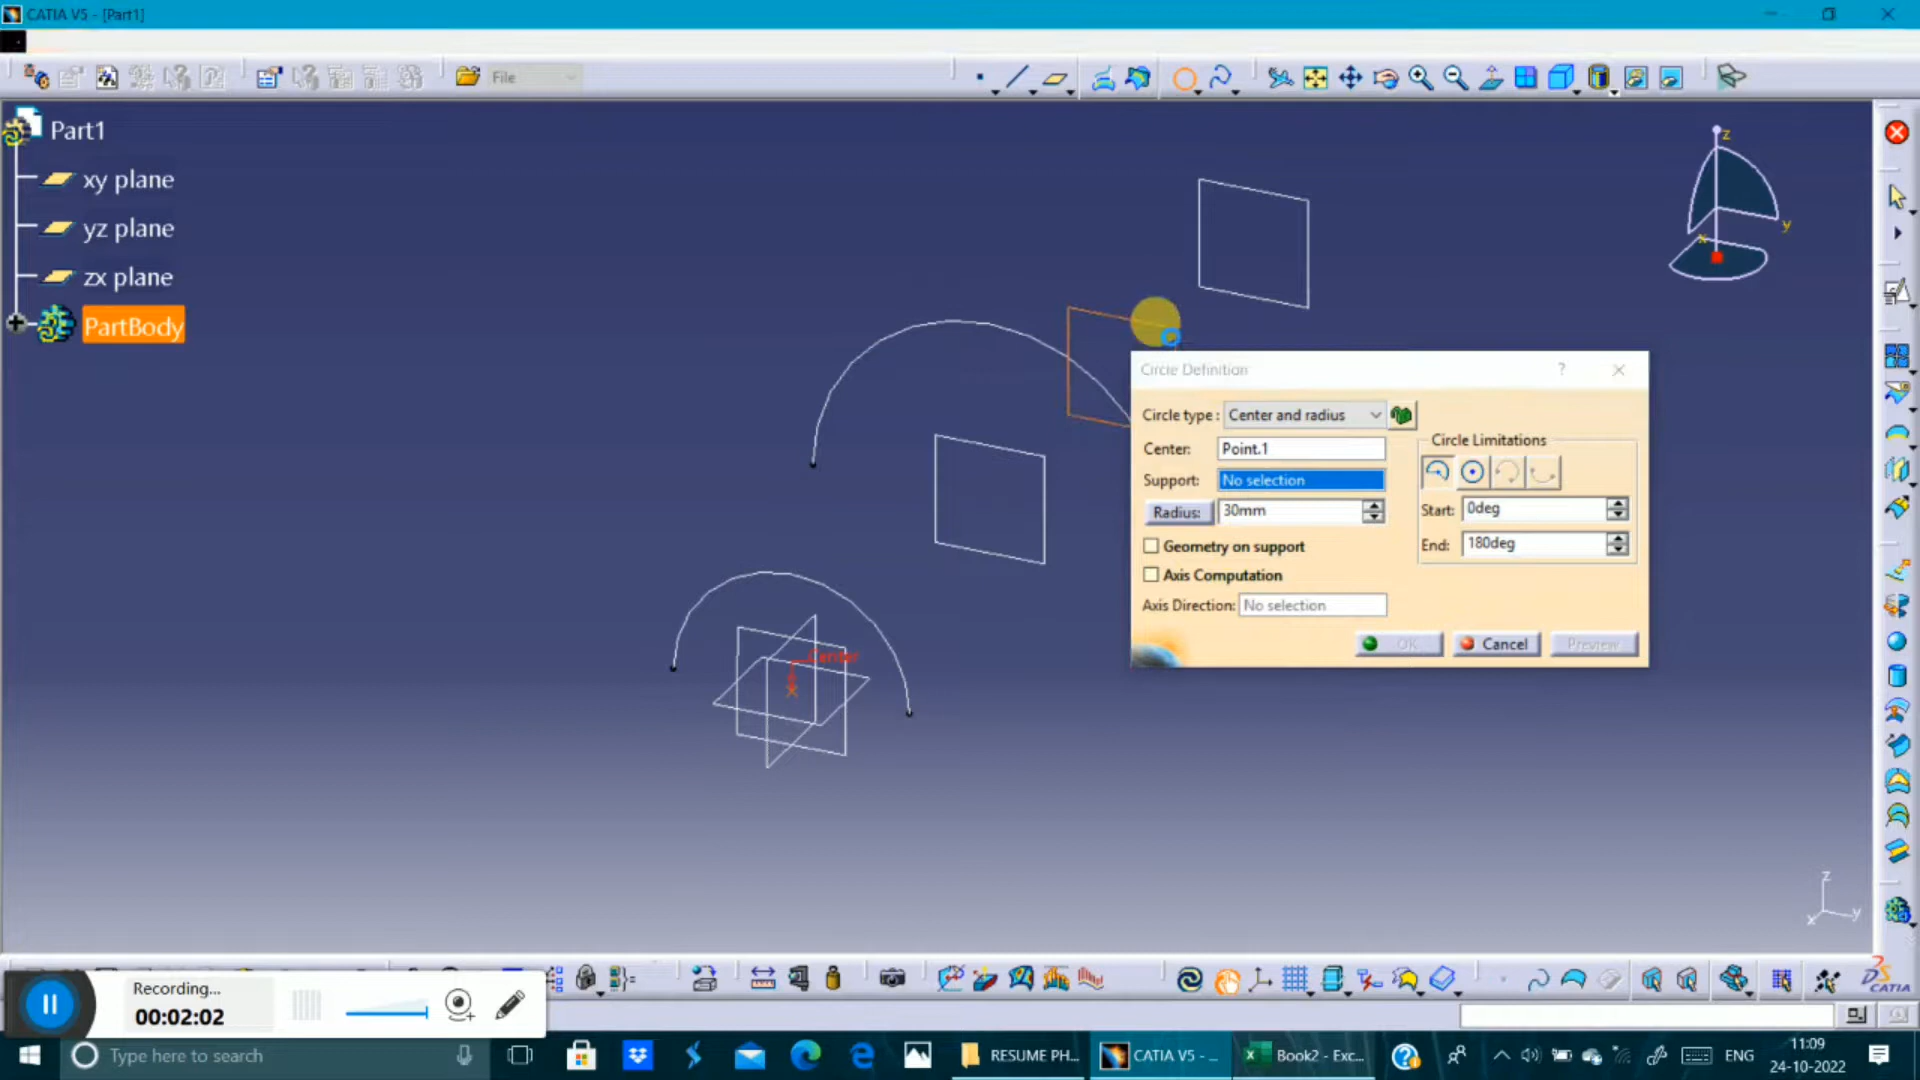 CATIA V5 - [Part1]
File
Part1
xy plane
yz plane
zx plane
PartBody
z
y
x
Center
Circle Definition
?
Circle type :
Center and radius
Center:
Point.1
Support:
No selection
Radius:
30mm
Geometry on support
Axis Computation
Axis Direction:
No selection
Circle Limitations
Start:
0deg
End:
180deg
OK
Cancel
Preview
z
x
y
CATIA
Recording...
00:02:02
Type here to search
RESUME PH...
CATIA V5 - ...
Book2 - Exc...
ENG
11:09
24-10-2022